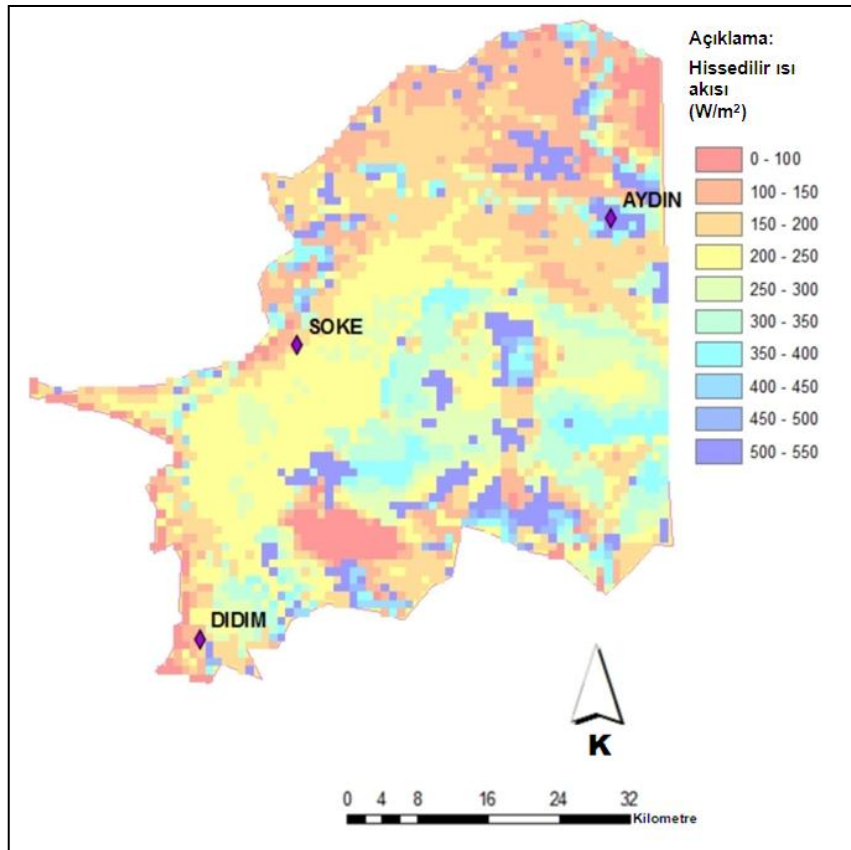 Açıklama:
Hissedilir ısı
akısı
(W/m²)
0 - 100
100 - 150
150 - 200
200 - 250
250 - 300
300 - 350
350 - 400
400 - 450
450 - 500
500 - 550
AYDIN
SOKE
DIDIM
K
0 4 8 16 24 32
Kilometre